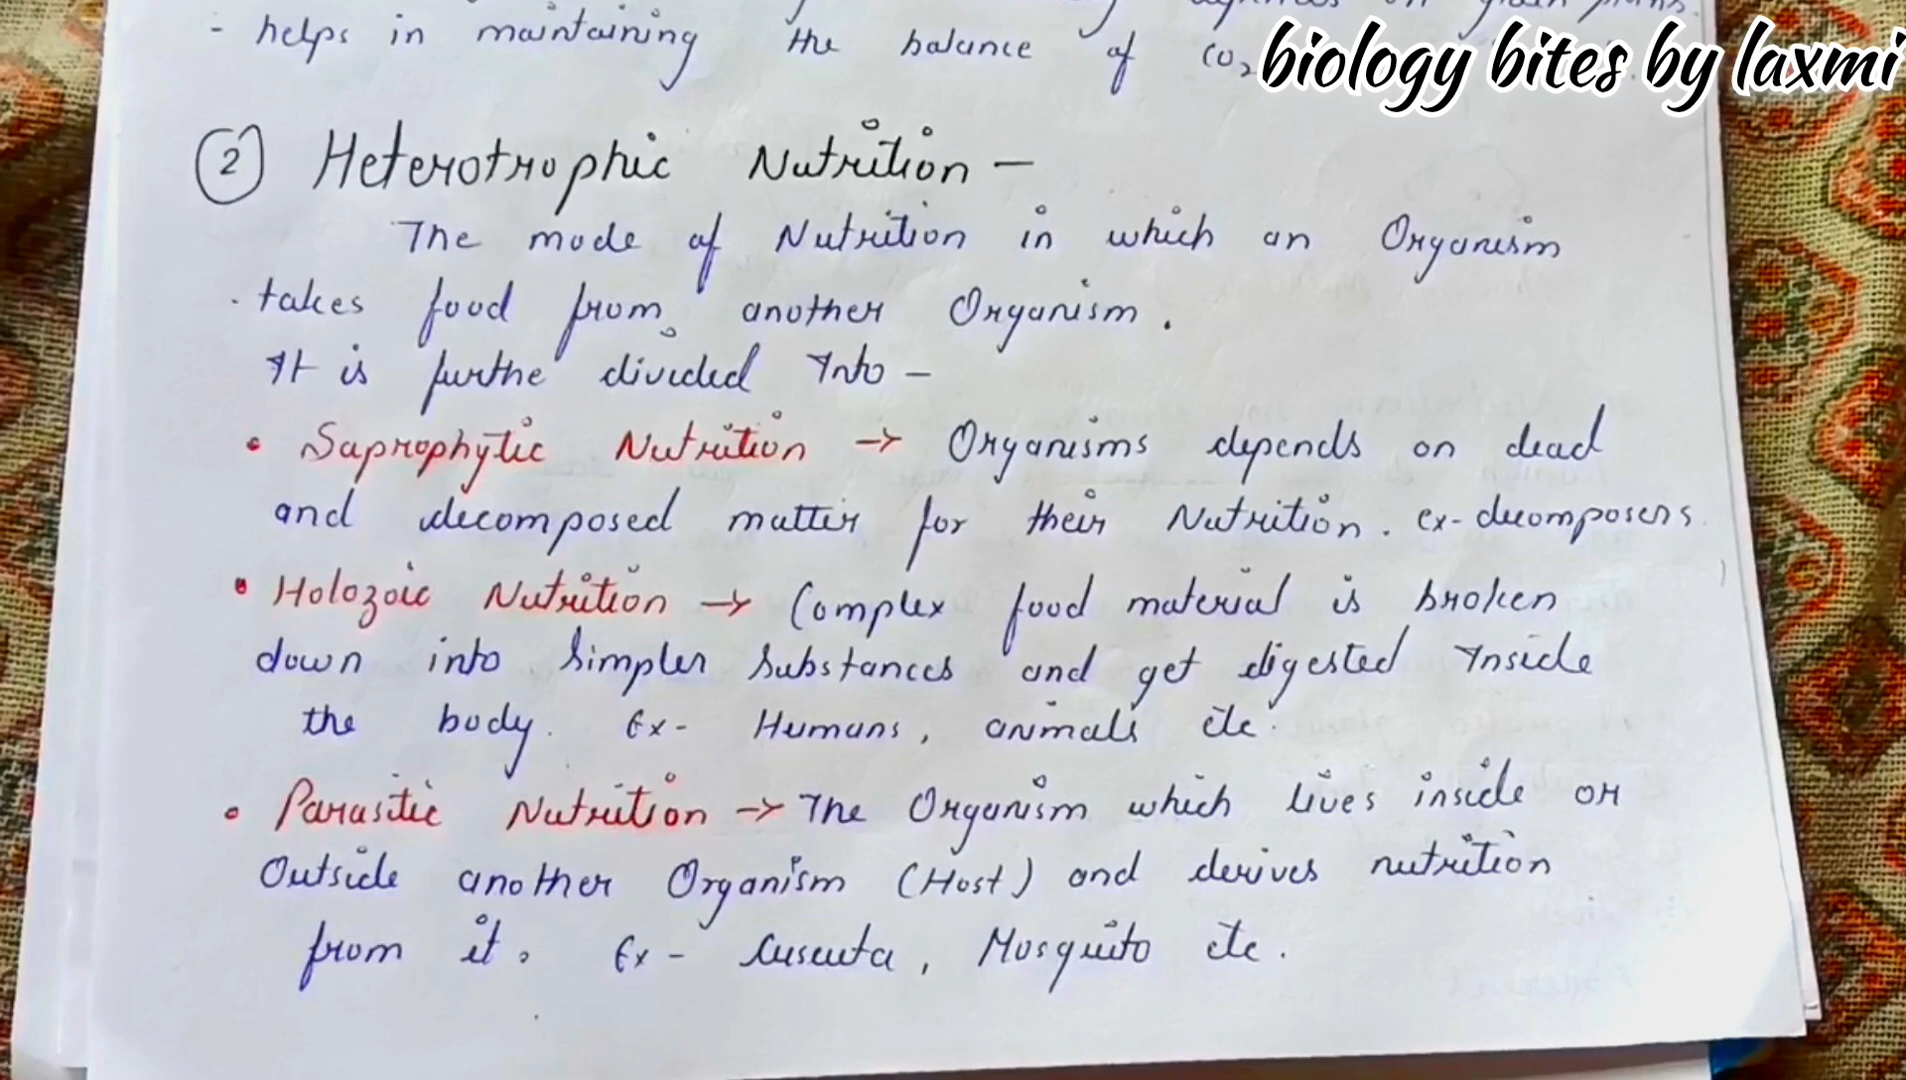 on green plants.
- helps in maintaining the balance of CO2
biology bites by laxmi
2 Heterotrophic Nutrition -
The mode of Nutrition in which an Organism
takes food from another Organism.
It is furthe divided Into -
• Saprophytic Nutrition → Organisms depends on dead
and decomposed matter for their Nutrition. ex- decomposers
• Holozoic Nutrition → Complex food material is broken
down into simpler substances and get digested Inside
the body. Ex- Humans, animals etc.
• Parasitic Nutrition → The Organism which lives inside or
Outside another Organism (Host) and derives nutrition
from it. Ex - Cuscuta, Mosquito etc.